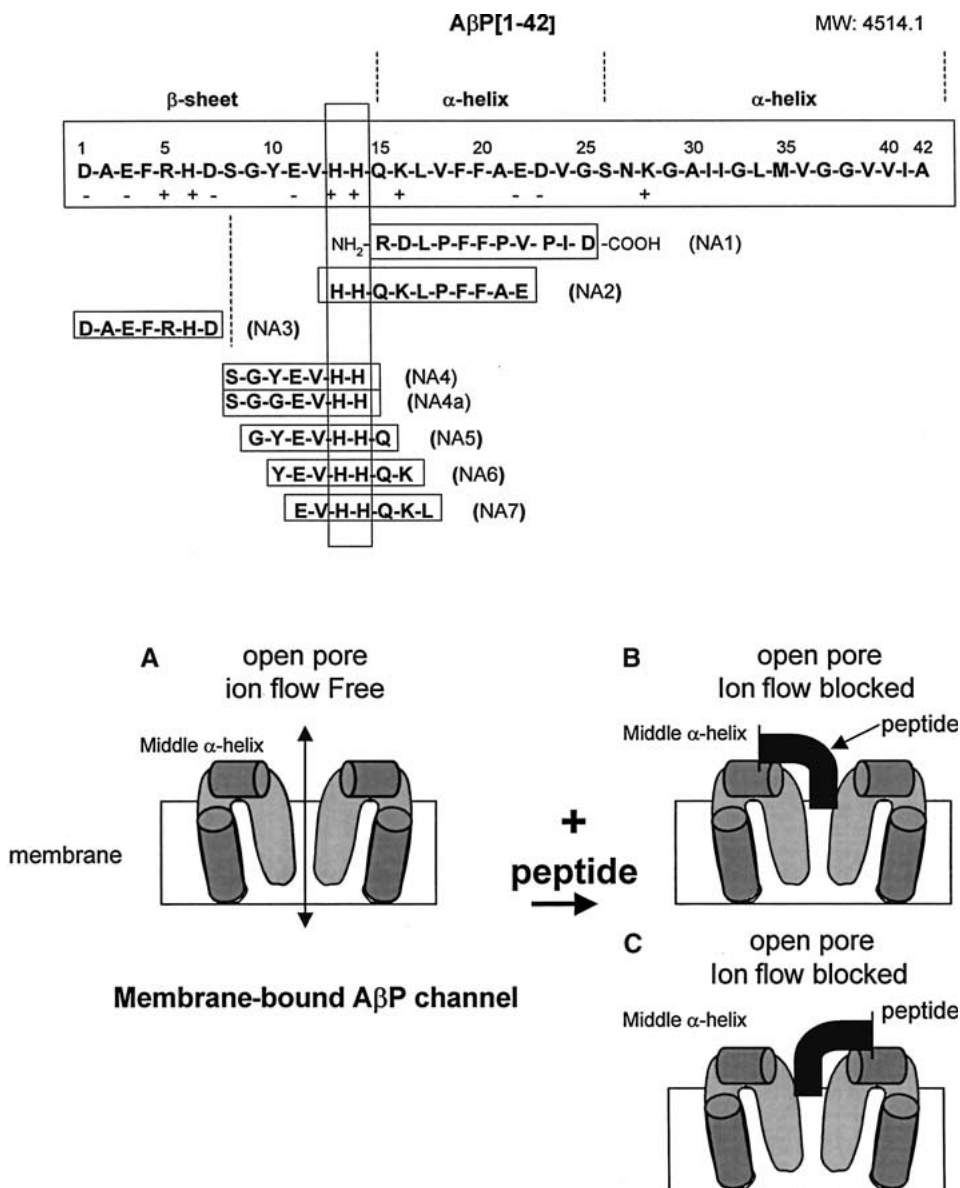 AβP[1-42] MW: 4514.1
β-sheet α-helix α-helix
1 5 10 15 20 25 30 35 40 42
D-A-E-F-R-H-D-S-G-Y-E-V-H-H-Q-K-L-V-F-F-A-E-D-V-G-S-N-K-G-A-I-I-G-L-M-V-G-G-V-V-I-A
- - + + - - + + + - - +
NH2- R-D-L-P-F-F-P-V- P-I- D -COOH (NA1)
H-H-Q-K-L-P-F-F-A-E (NA2)
D-A-E-F-R-H-D (NA3)
S-G-Y-E-V-H-H (NA4)
S-G-G-E-V-H-H (NA4a)
G-Y-E-V-H-H-Q (NA5)
Y-E-V-H-H-Q-K (NA6)
E-V-H-H-Q-K-L (NA7)
A open pore
ion flow Free
Middle α-helix
membrane
Membrane-bound AβP channel
+
peptide
B open pore
Ion flow blocked
Middle α-helix
peptide
C open pore
Ion flow blocked
Middle α-helix
peptide